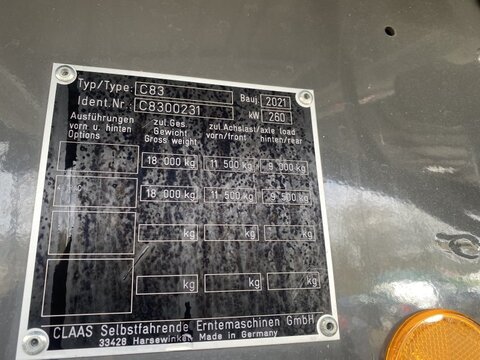 Typ/Type: C83 Bauj. 2021
Ident.Nr.: C8300231 kW 260
Ausführungen zul.Ges. zul.Achslast/axle load
vorn u. hinten Gewicht vorn/front hinten/rear
Options Gross weight
18 000 kg 11 500 kg 9 000 kg
18 000 kg 11 500 kg 9 500 kg
kg kg kg
kg kg kg
CLAAS Selbstfahrende Erntemaschinen GmbH
33428 Harsewinkel Made in Germany